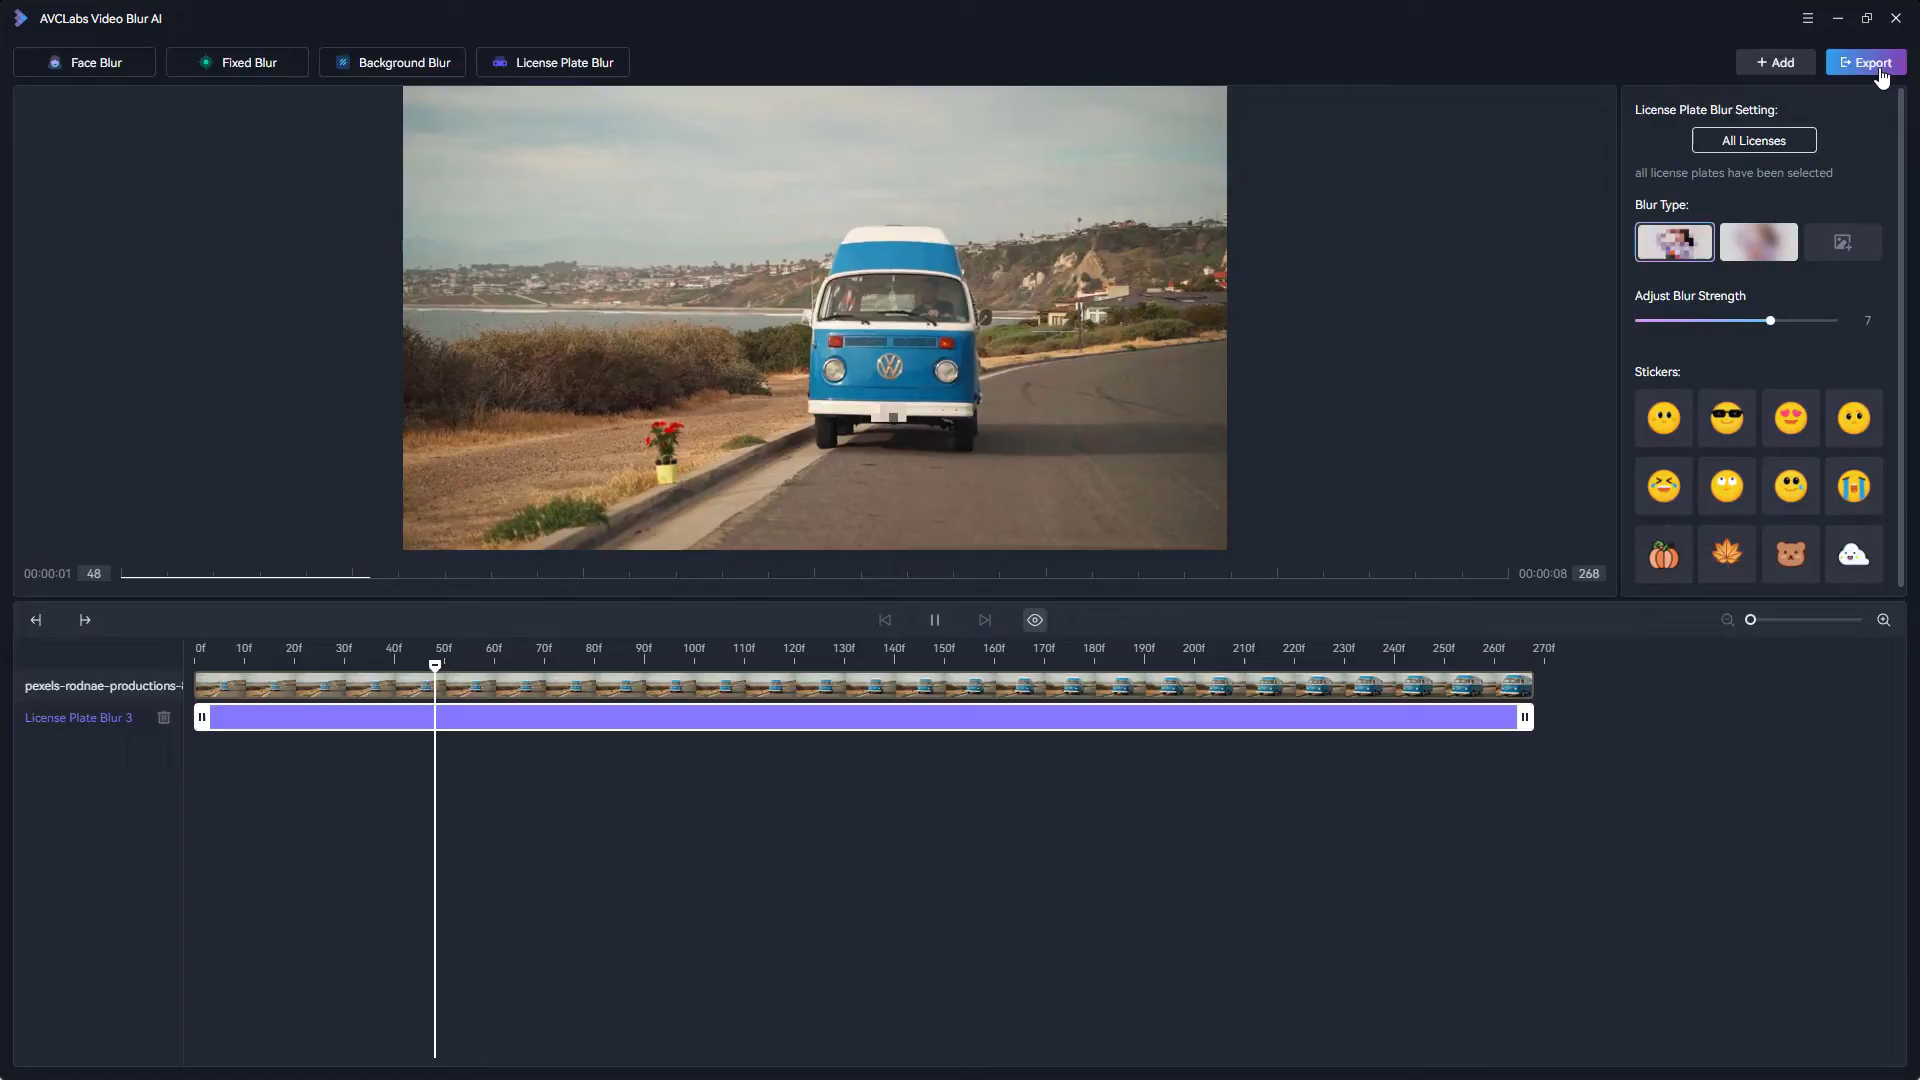 AVCLabs Video Blur AI
Face Blur
Fixed Blur
Background Blur
License Plate Blur
+ Add
Export
License Plate Blur Setting:
All Licenses
all license plates have been selected
Blur Type:
Adjust Blur Strength
7
Stickers:
00:00:01
48
00:00:08
268
0f 10f 20f 30f 40f 50f 60f 70f 80f 90f 100f 110f 120f 130f 140f 150f 160f 170f 180f 190f 200f 210f 220f 230f 240f 250f 260f 270f
pexels-rodnae-productions-
License Plate Blur 3